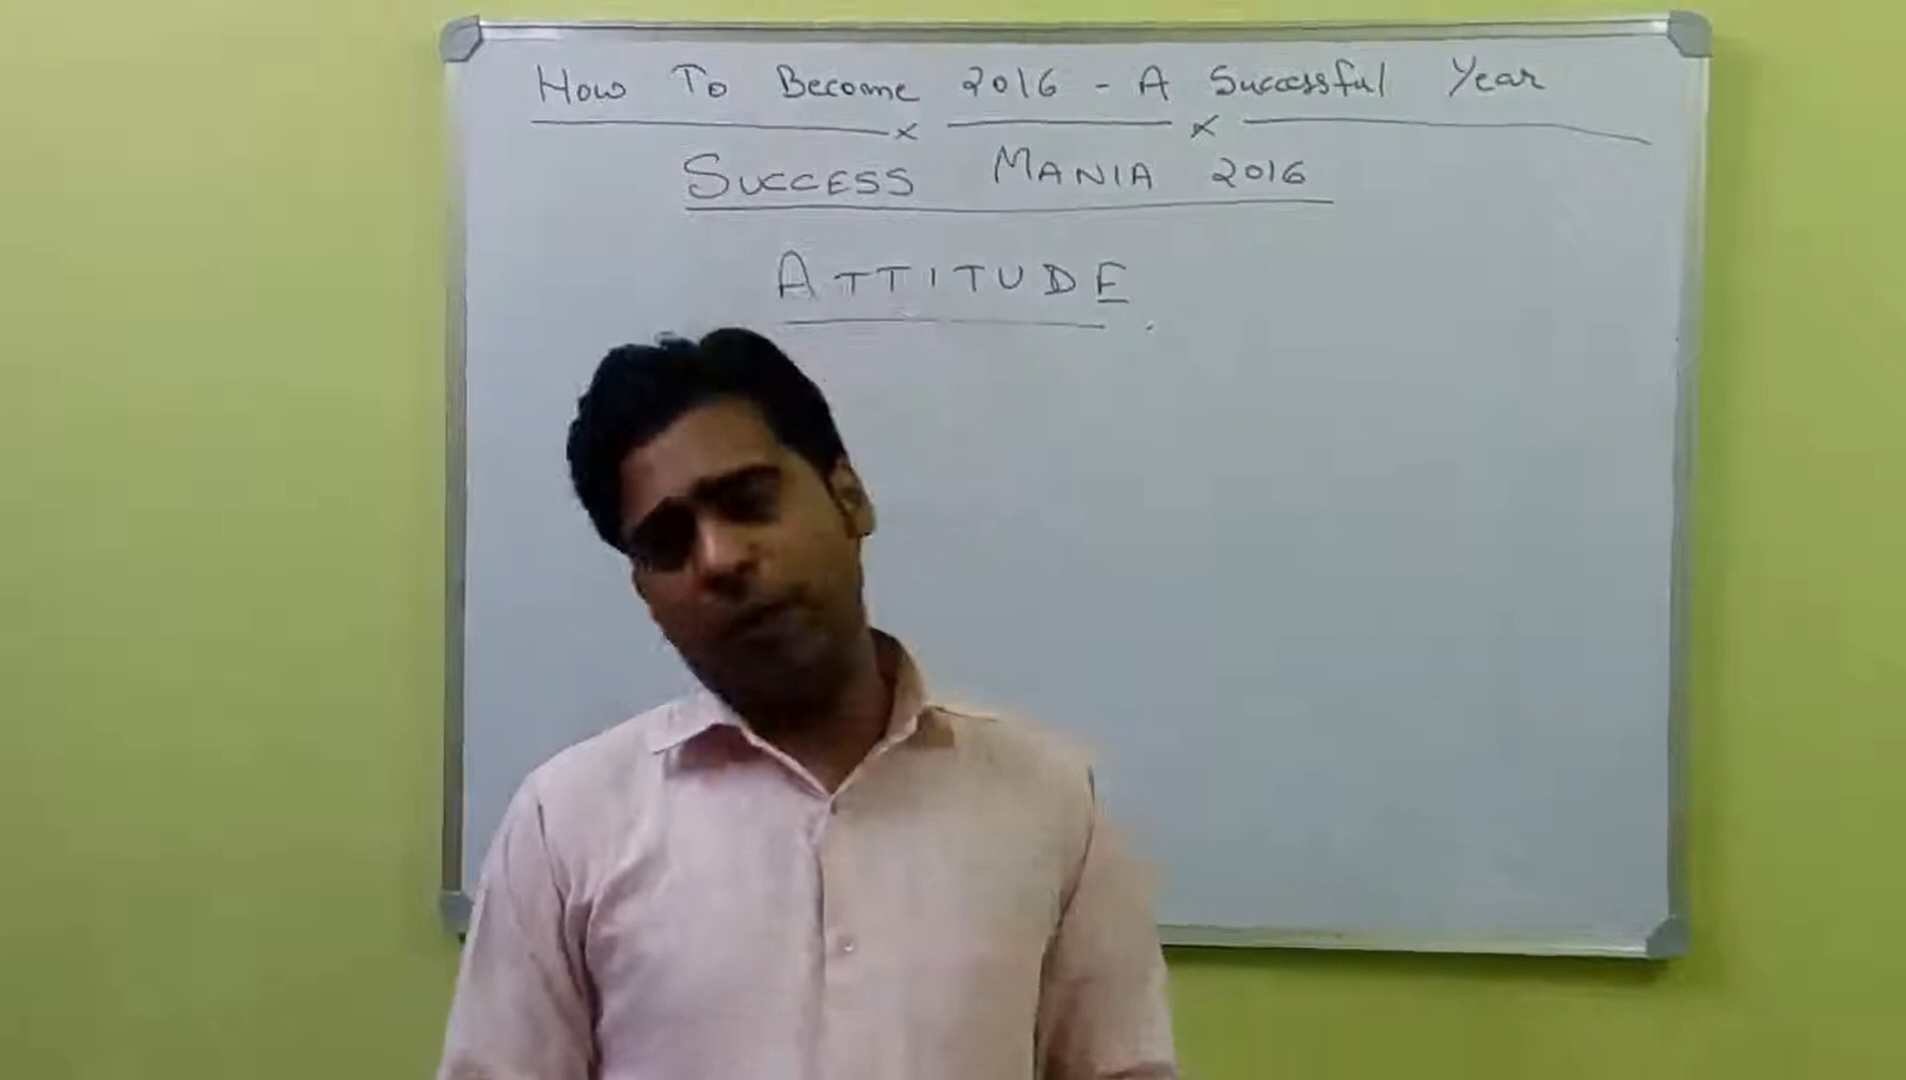 How To Become 2016 - A Successful Year
SUCCESS MANIA 2016
ATTITUDE